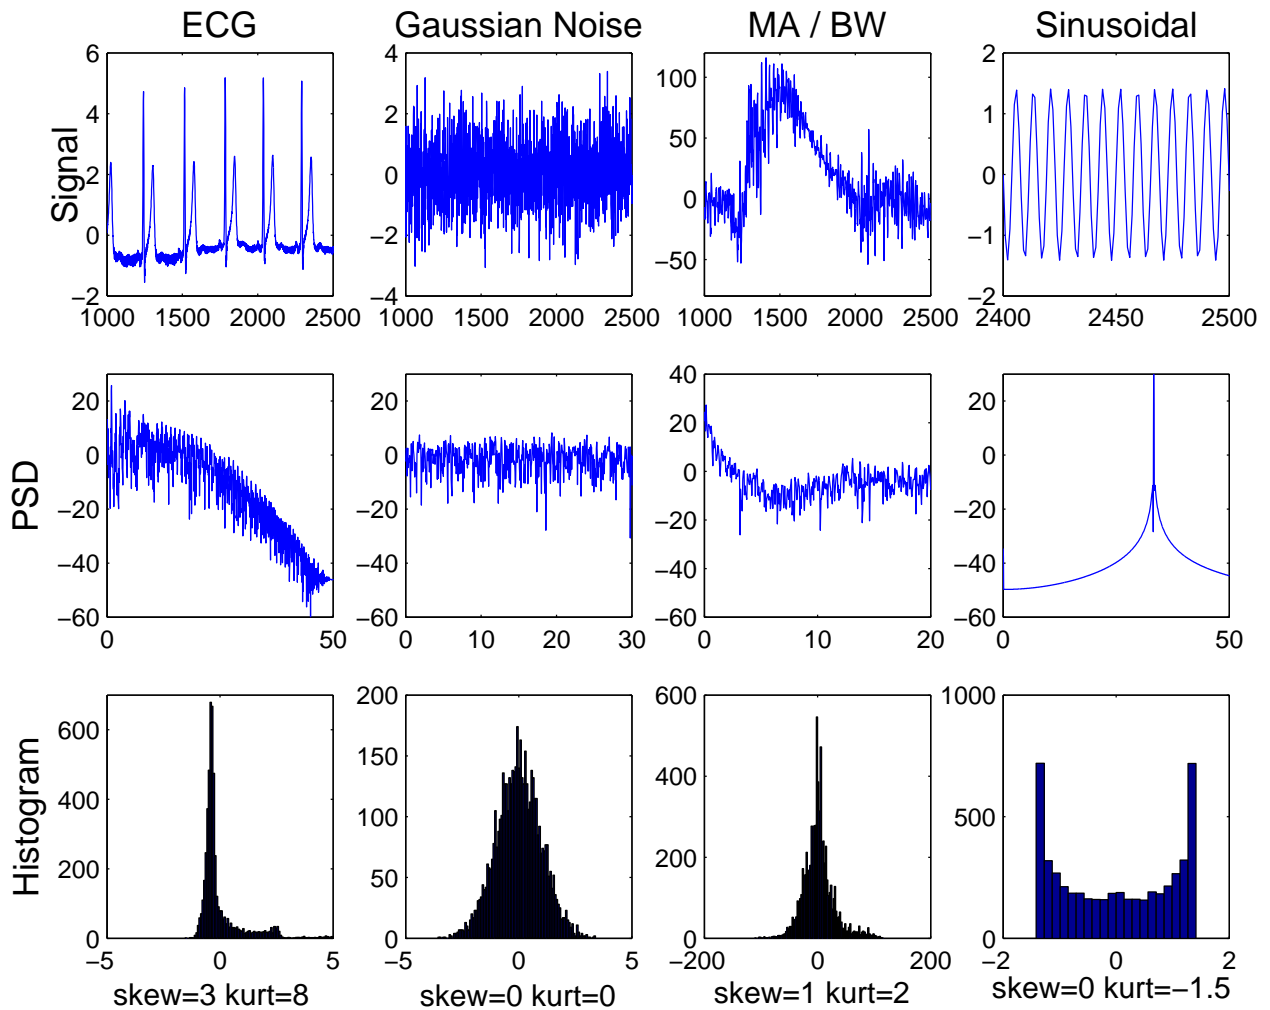 ECG Gaussian Noise MA / BW Sinusoidal
Signal
6 4 2 0 −2
1000 1500 2000 2500
4 2 0 −2 −4
1000 1500 2000 2500
100 50 0 −50
1000 1500 2000 2500
2 1 0 −1 −2
2400 2450 2500
PSD
20 0 −20 −40 −60
0 50
20 0 −20 −40 −60
0 10 20 30
40 20 0 −20 −40 −60
0 10 20
20 0 −20 −40 −60
0 50
Histogram
600 400 200 0
−5 0 5
skew=3 kurt=8
200 150 100 50 0
−5 0 5
skew=0 kurt=0
600 400 200 0
−200 0 200
skew=1 kurt=2
1000 500 0
−2 0 2
skew=0 kurt=−1.5